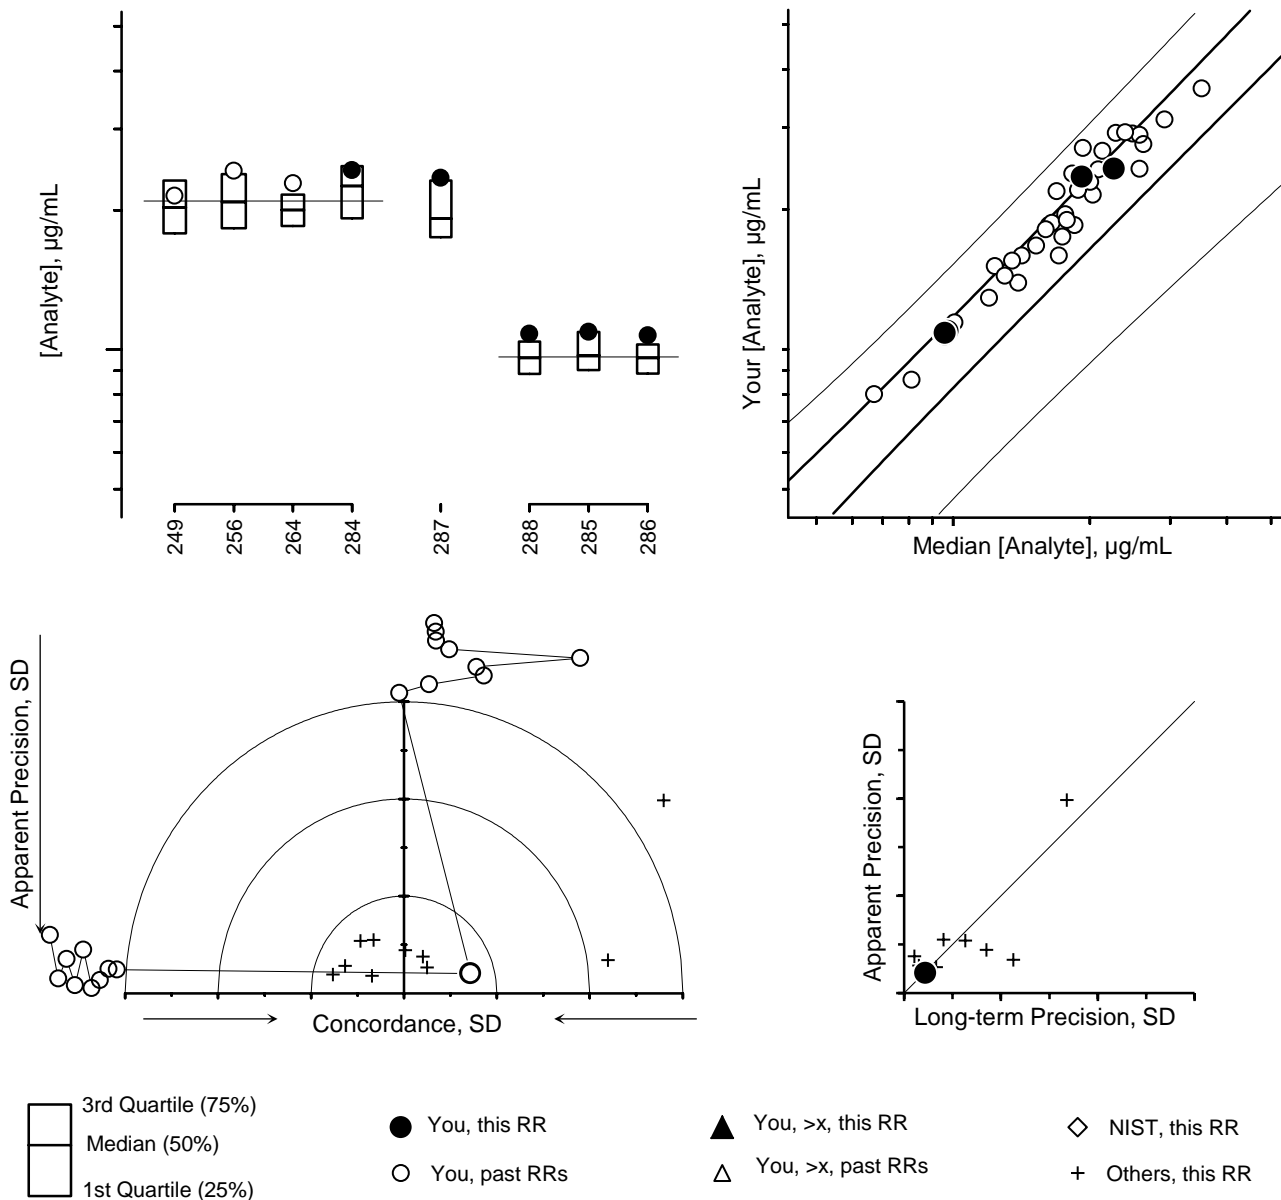 [Analyte], µg/mL
249
256
264
284
287
288
285
286
Your [Analyte], µg/mL
Median [Analyte], µg/mL
Apparent Precision, SD
Concordance, SD
Apparent Precision, SD
Long-term Precision, SD
3rd Quartile (75%)
Median (50%)
1st Quartile (25%)
You, this RR
You, past RRs
You, >x, this RR
You, >x, past RRs
NIST, this RR
Others, this RR